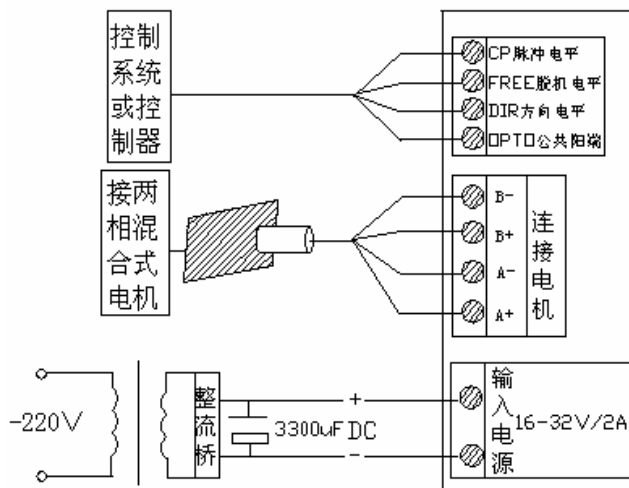 控制
系统
或控
制器
CP脉冲电平
FREE脱机电平
DIR方向电平
OPTO公共阳端
接两
相混
合式
电机
B-
B+
A-
A+
连接电机
-220V
整流桥
+
3300uF DC
-
输入电源
16-32V/2A